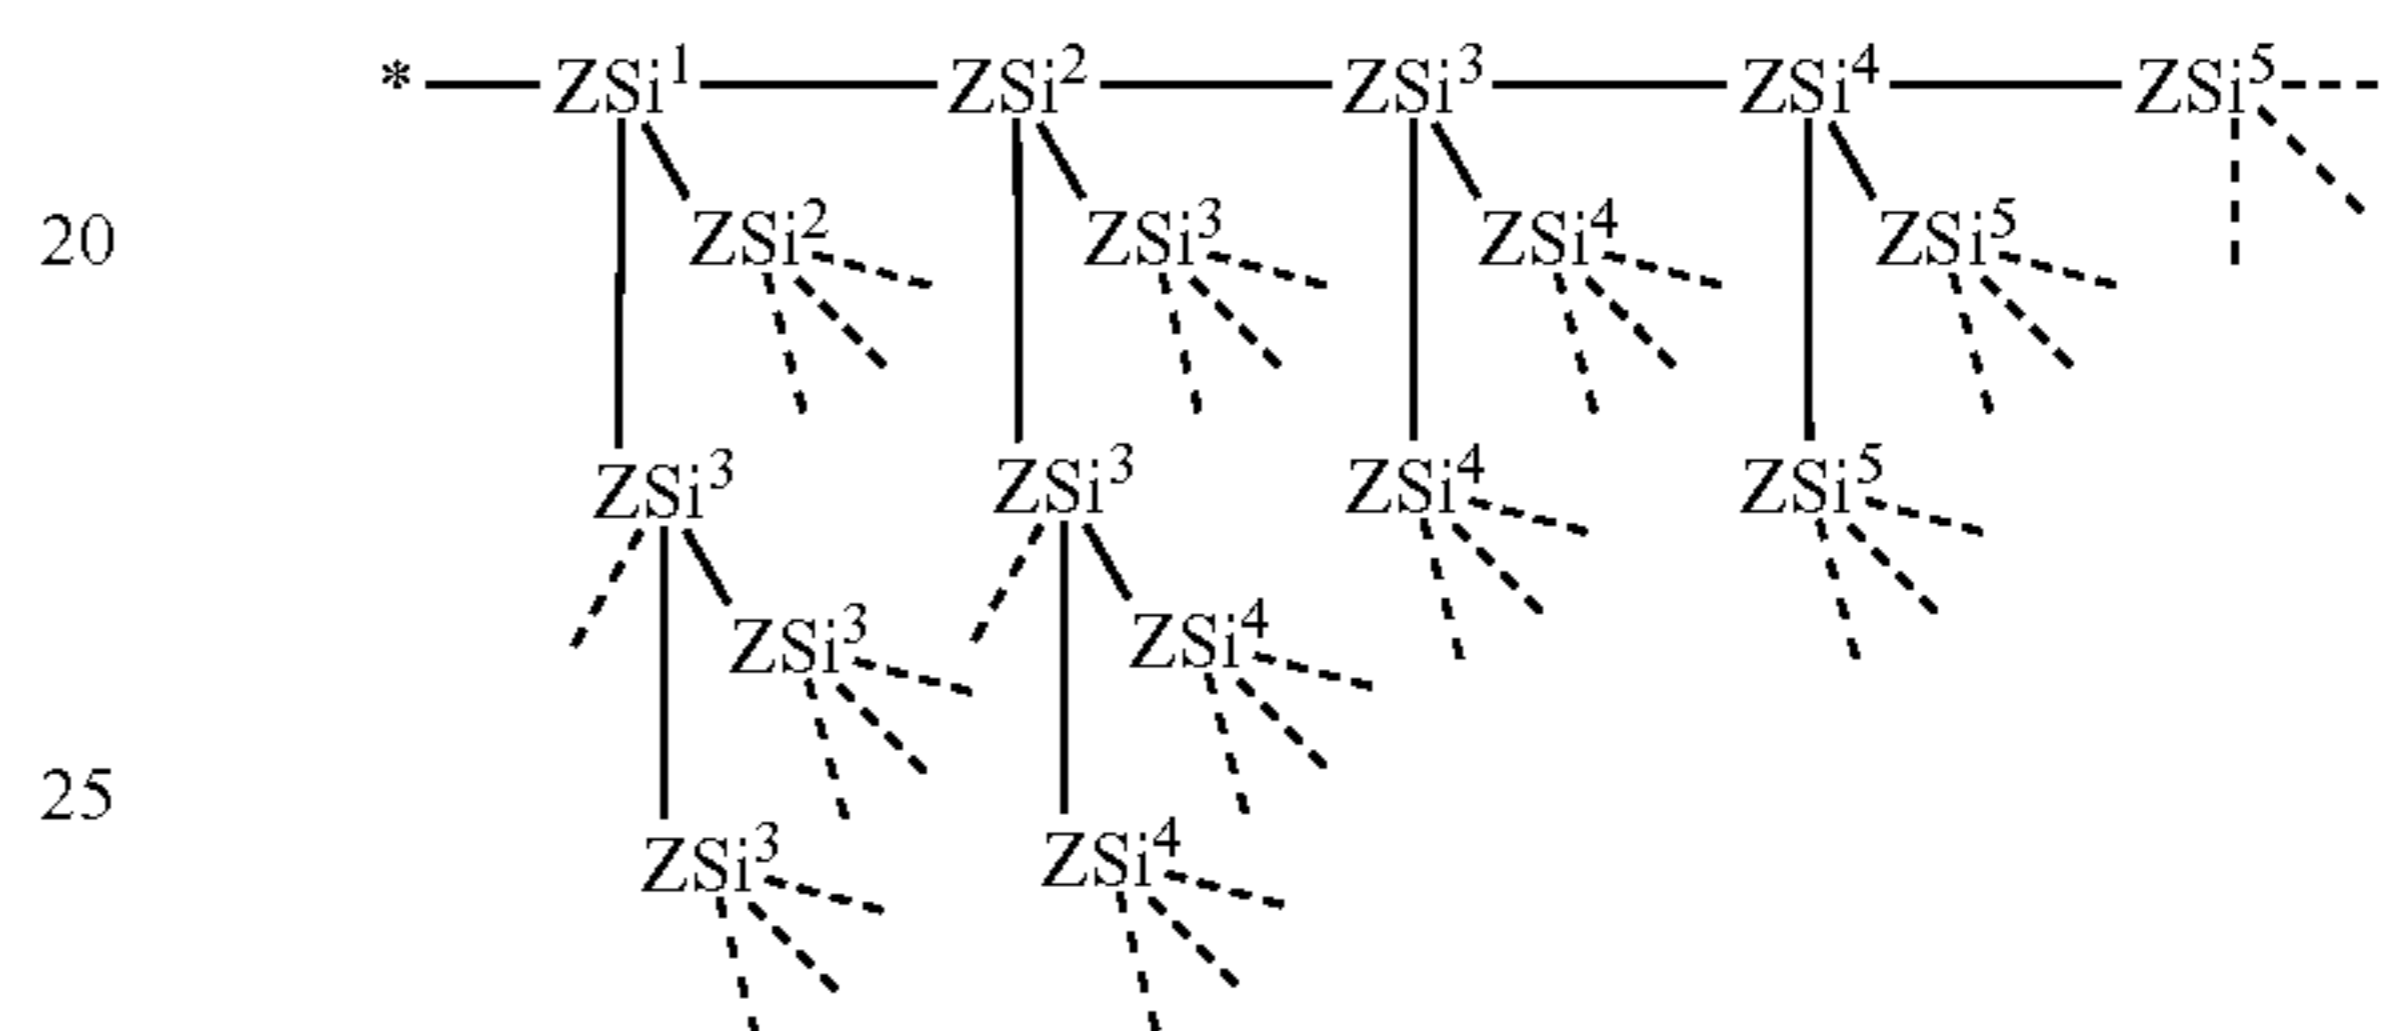 * ZSi¹ ZSi² ZSi³ ZSi⁴ ZSi⁵
20 ZSi² ZSi³ ZSi⁴ ZSi⁵
ZSi³ ZSi³ ZSi⁴ ZSi⁵
ZSi³ ZSi⁴
25
ZSi³ ZSi⁴